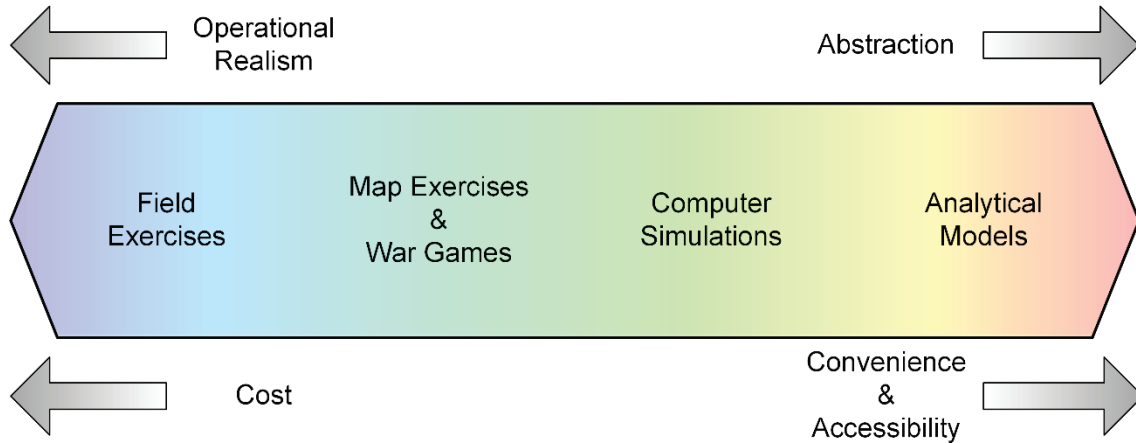 Operational
Realism
Abstraction
Field
Exercises
Map Exercises
&
War Games
Computer
Simulations
Analytical
Models
Cost
Convenience
&
Accessibility